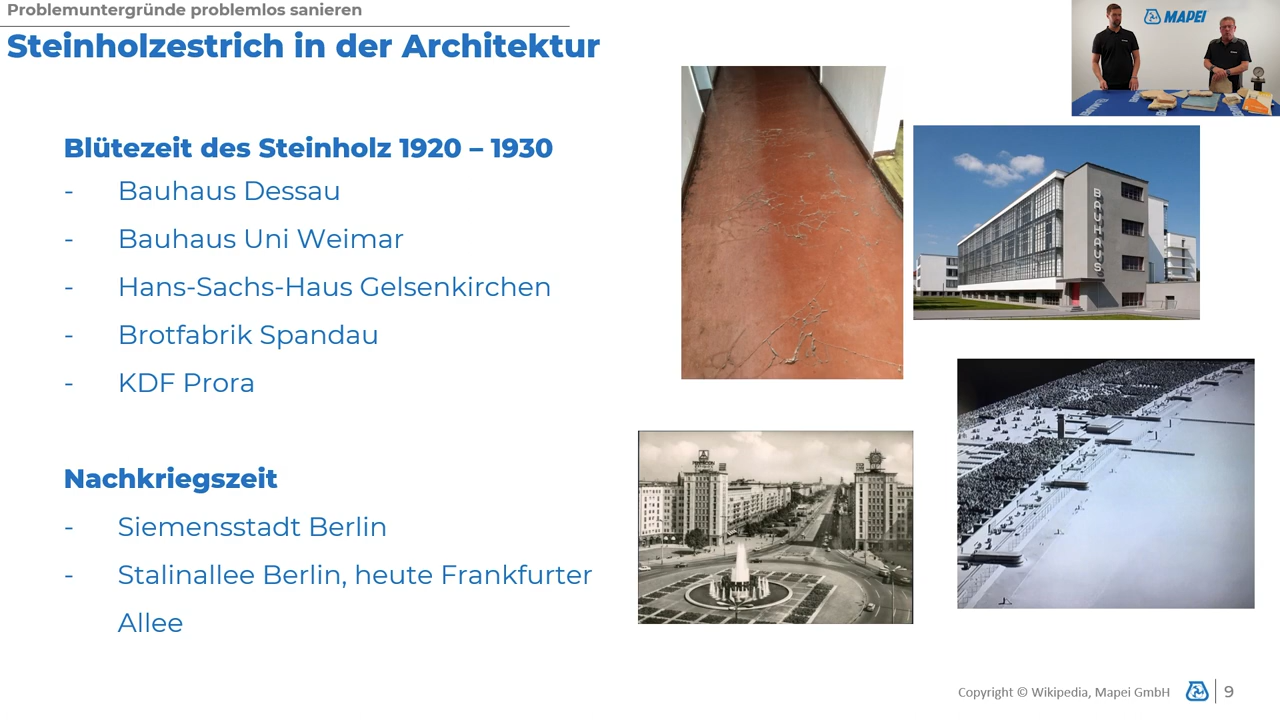 Problemuntergründe problemlos sanieren
Steinholzestrich in der Architektur
MAPEI
Blütezeit des Steinholz 1920 – 1930
- Bauhaus Dessau
- Bauhaus Uni Weimar
- Hans-Sachs-Haus Gelsenkirchen
- Brotfabrik Spandau
- KDF Prora
BAUHAUS
Nachkriegszeit
- Siemensstadt Berlin
- Stalinallee Berlin, heute Frankfurter
Allee
Copyright © Wikipedia, Mapei GmbH
9